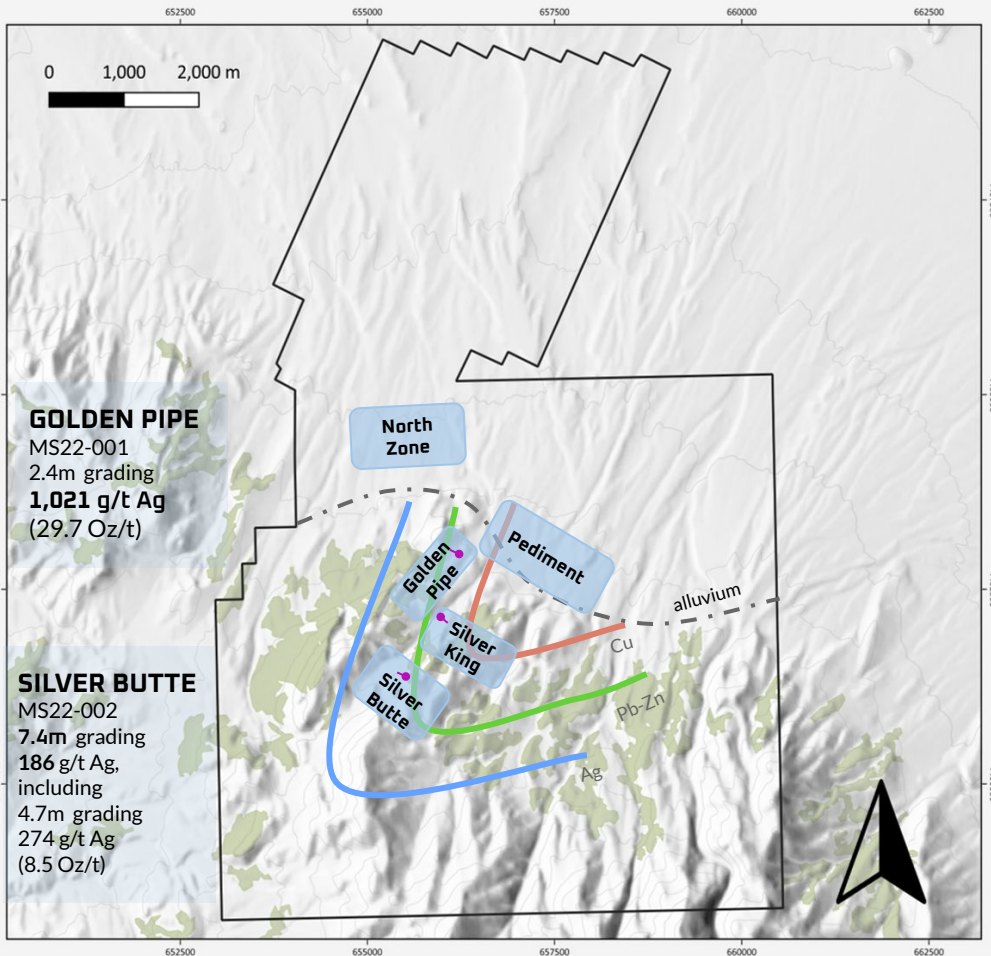 652500 655000 657500 660000 662500
0 1,000 2,000 m
North
Zone
GOLDEN PIPE
MS22-001
2.4m grading
1,021 g/t Ag
(29.7 Oz/t)
Pediment
Golden
Pipe
alluvium
Silver
King
Cu
SILVER BUTTE
MS22-002
7.4m grading
186 g/t Ag,
including
4.7m grading
274 g/t Ag
(8.5 Oz/t)
Silver
Butte
Pb-Zn
Ag
652500 655000 657500 660000 662500